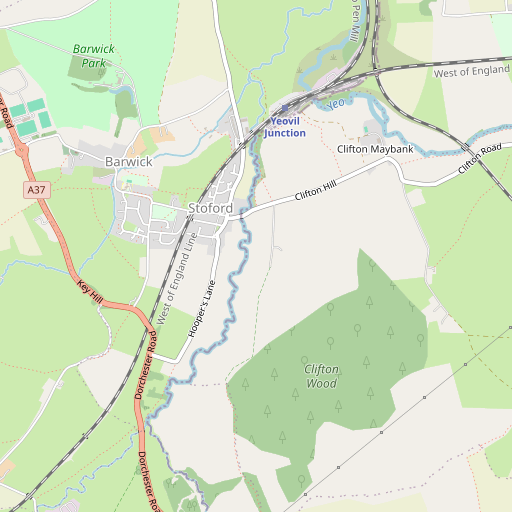 Barwick
Park
to Pen Mill
West of England
Yeo
Yeovil
Junction
Clifton Maybank
Clifton Road
Barwick
Clifton Hill
A37
Stoford
West of England Line
Key Hill
Hooper's Lane
Dorchester Road
Clifton
Wood
Dorchester Road